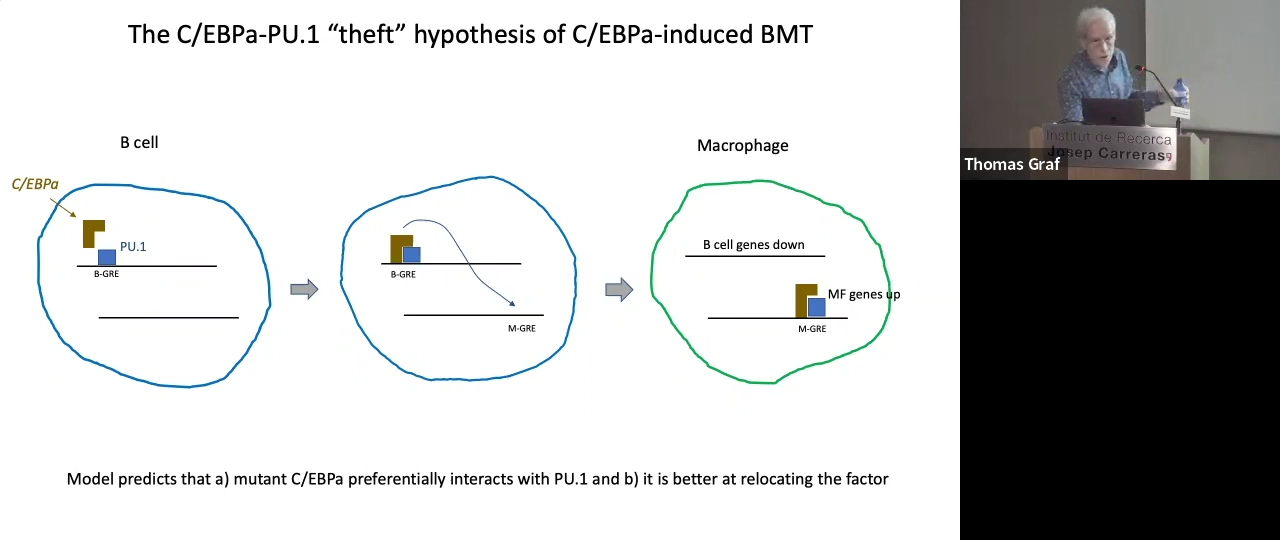 The C/EBPa-PU.1 “theft” hypothesis of C/EBPa-induced BMT
B cell
Macrophage
C/EBPa
PU.1
B-GRE
B-GRE
M-GRE
B cell genes down
MF genes up
M-GRE
Model predicts that a) mutant C/EBPa preferentially interacts with PU.1 and b) it is better at relocating the factor
Institut de Recerca
Josep Carreras
Thomas Graf